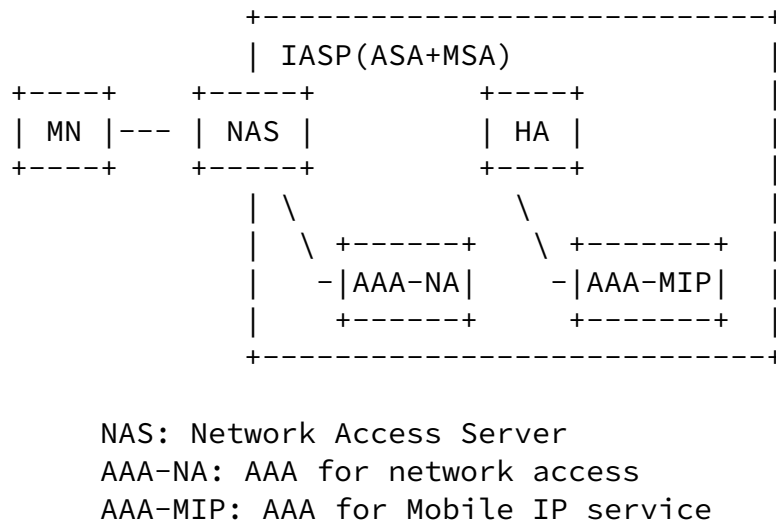 +----------------------------+
                | IASP(ASA+MSA)              |
+----+     +-----+           +----+          |
| MN |--- | NAS |           | HA |          |
+----+     +-----+           +----+          |
                | \             \            |
                |  \ +------+    \ +-------+ |
                |   -|AAA-NA|     -|AAA-MIP| |
                |    +------+      +-------+ |
                +----------------------------+
NAS: Network Access Server
AAA-NA: AAA for network access
AAA-MIP: AAA for Mobile IP service